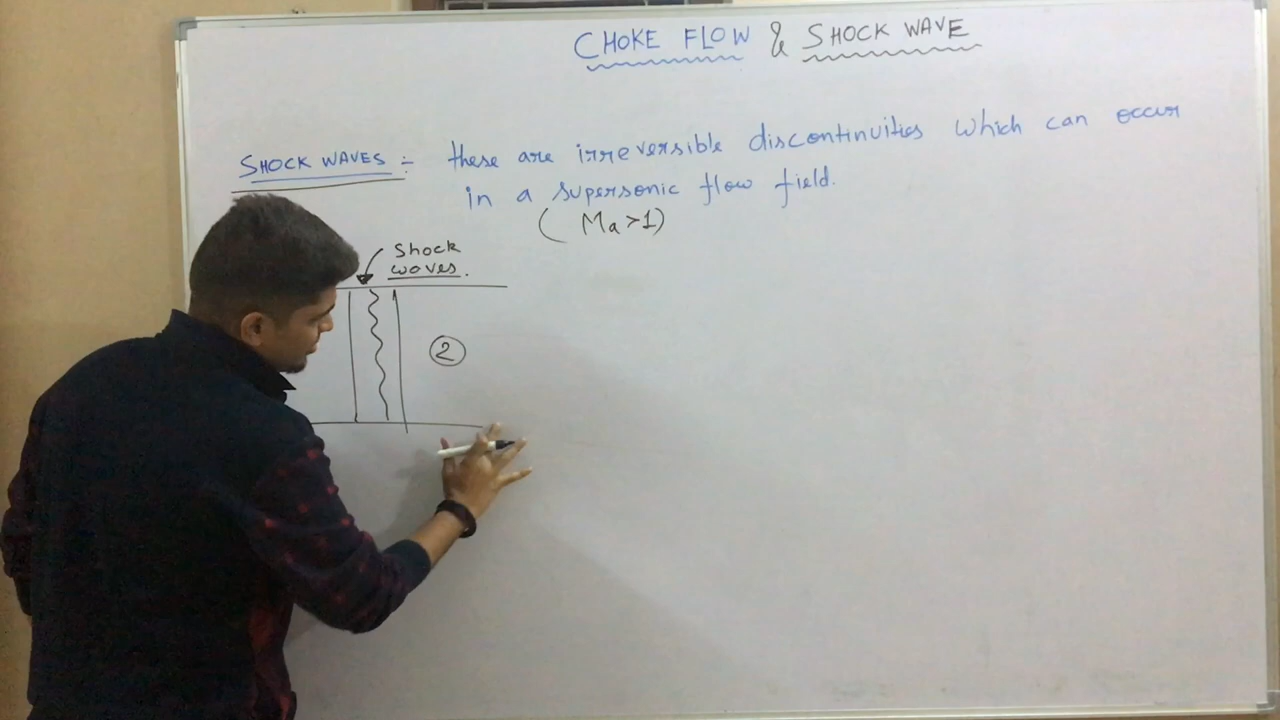 CHOKE FLOW & SHOCK WAVE
SHOCK WAVES :- these are irreversible discontinuities which can occur
in a supersonic flow field.
( Ma>1)
Shock
waves.
2